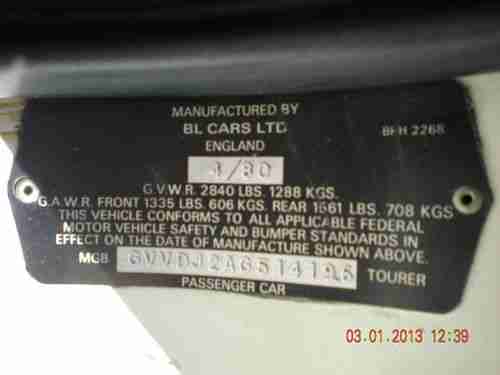 MANUFACTURED BY
BL CARS LTD
BFH 2268
ENGLAND
4/80
G.V.W.R. 2840 LBS. 1288 KGS.
G.A.W.R. FRONT 1335 LBS. 606 KGS. REAR 1561 LBS. 708 KGS
THIS VEHICLE CONFORMS TO ALL APPLICABLE FEDERAL
MOTOR VEHICLE SAFETY AND BUMPER STANDARDS IN
EFFECT ON THE DATE OF MANUFACTURE SHOWN ABOVE.
MGB GVVDJ2AG514196 TOURER
PASSENGER CAR
03.01.2013 12:39